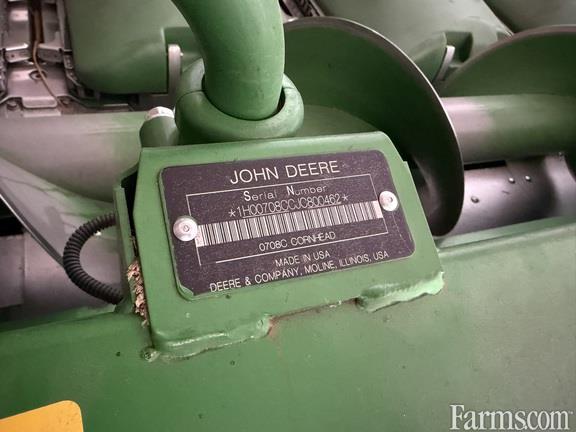 JOHN DEERE
Serial Number
*1H00708CCJC800462*
0708C CORNHEAD
MADE IN USA
DEERE & COMPANY, MOLINE, ILLINOIS, USA
Farms.com